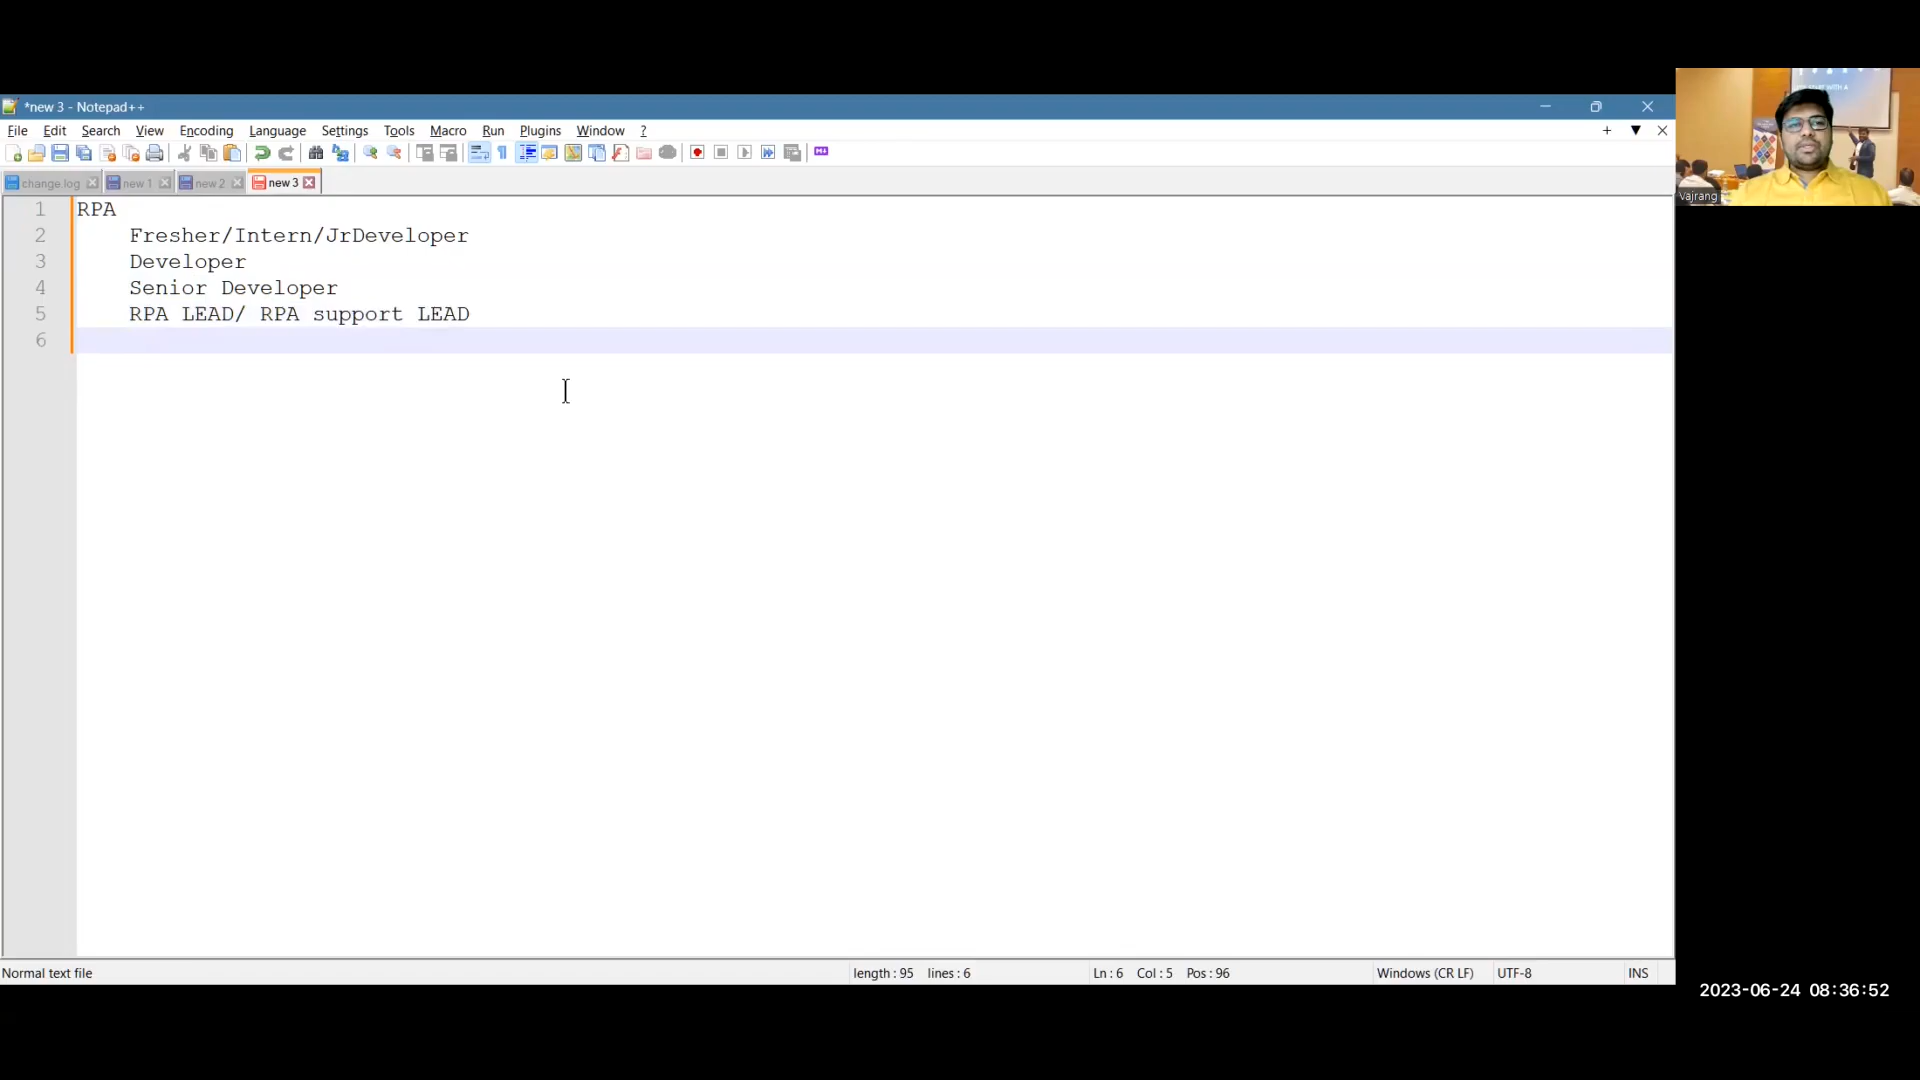 *new 3 - Notepad++
File Edit Search View Encoding Language Settings Tools Macro Run Plugins Window ?
change.log new 1 new 2 new 3
1 RPA
2 Fresher/Intern/JrDeveloper
3 Developer
4 Senior Developer
5 RPA LEAD/ RPA support LEAD
6
Normal text file length : 95 lines : 6 Ln : 6 Col : 5 Pos : 96 Windows (CR LF) UTF-8 INS
Vajrang
2023-06-24 08:36:52